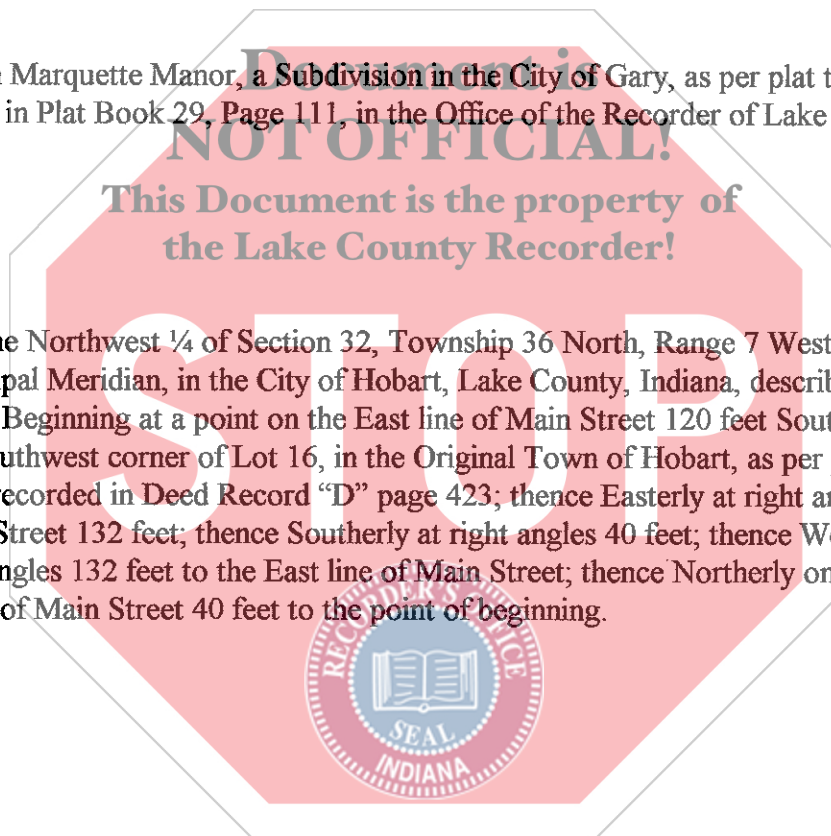 Marquette Manor, a Subdivision in the City of Gary, as per plat t
in Plat Book 29, Page 111, in the Office of the Recorder of Lake
Document is
NOT OFFICIAL!
This Document is the property of
the Lake County Recorder!
ne Northwest ¼ of Section 32, Township 36 North, Range 7 West
pal Meridian, in the City of Hobart, Lake County, Indiana, describ
Beginning at a point on the East line of Main Street 120 feet Sout
uthwest corner of Lot 16, in the Original Town of Hobart, as per
recorded in Deed Record “D” page 423; thence Easterly at right an
Street 132 feet; thence Southerly at right angles 40 feet; thence We
ngles 132 feet to the East line of Main Street; thence Northerly on
of Main Street 40 feet to the point of beginning.
STOP
RECORDER'S OFFICE
SEAL
INDIANA